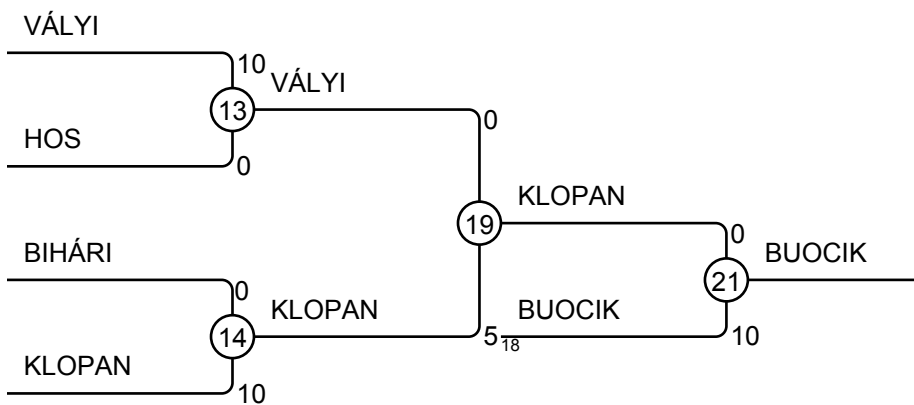 VÁLYI
10
VÁLYI
13
0
HOS
0
KLOPAN
19
0
BIHÁRI
BUOCIK
21
0
KLOPAN
BUOCIK
14
5
18
10
KLOPAN
10